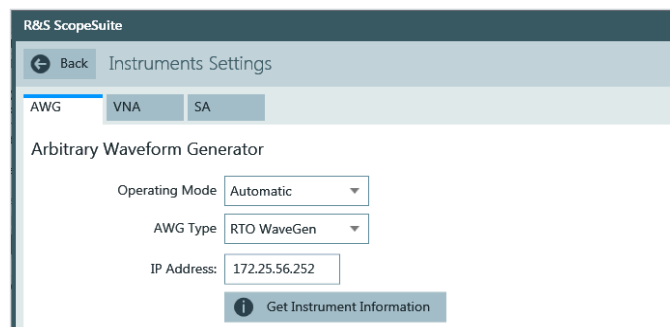 R&S ScopeSuite
Back Instruments Settings
AWG VNA SA
Arbitrary Waveform Generator
Operating Mode Automatic
AWG Type RTO WaveGen
IP Address: 172.25.56.252
Get Instrument Information